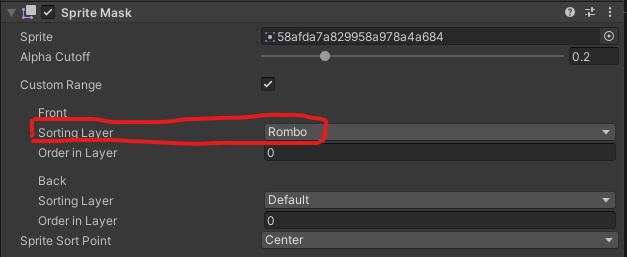 Sprite Mask
Sprite 58afda7a829958a978a4a684
Alpha Cutoff 0.2
Custom Range
Front
Sorting Layer Rombo
Order in Layer 0
Back
Sorting Layer Default
Order in Layer 0
Sprite Sort Point Center